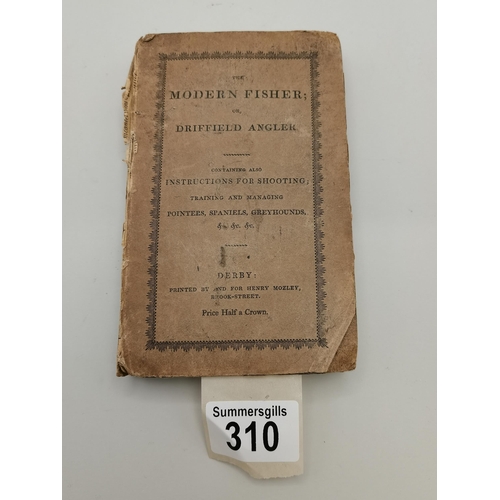 THE
MODERN FISHER;
OR,
DRIFFIELD ANGLER
CONTAINING ALSO
INSTRUCTIONS FOR SHOOTING,
TRAINING AND MANAGING
POINTERS, SPANIELS, GREYHOUNDS,
&c. &c. &c.
DERBY:
PRINTED BY AND FOR HENRY MOZLEY,
BROOK-STREET.
Price Half a Crown.
Summersgills
310